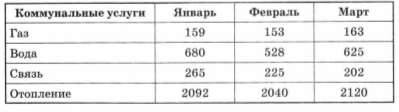 Коммунальные услуги Январь Февраль Март
Газ 159 153 163
Вода 680 528 625
Связь 265 225 202
Отопление 2092 2040 2120